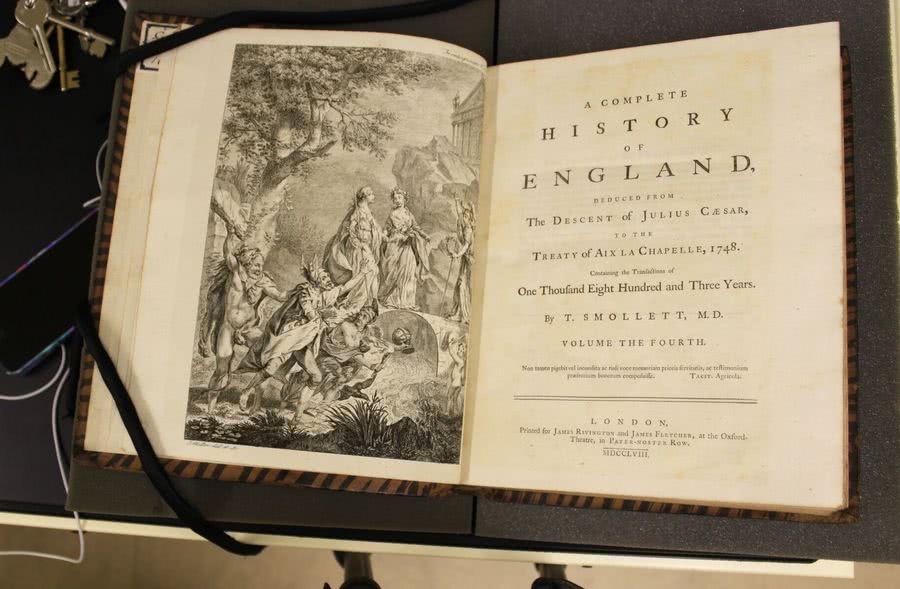 A COMPLETE
HISTORY
OF
ENGLAND,
DEDUCED FROM
The DESCENT of JULIUS CÆSAR,
TO THE
TREATY of AIX LA CHAPELLE, 1748.
Containing the Transactions of
One Thouſand Eight Hundred and Three Years.
By T. SMOLLETT, M.D.
VOLUME THE FOURTH.
Non tamen pigebit vel incondita ac rudi voce memoriam prioris ſervitutis, ac teſtimonium
præſentium bonorum compoſuiſſe. TACIT. Agricola.
LONDON,
Printed for JAMES RIVINGTON and JAMES FLETCHER, at the Oxford-
Theatre, in PATER-NOSTER ROW.
MDCCLVIII.